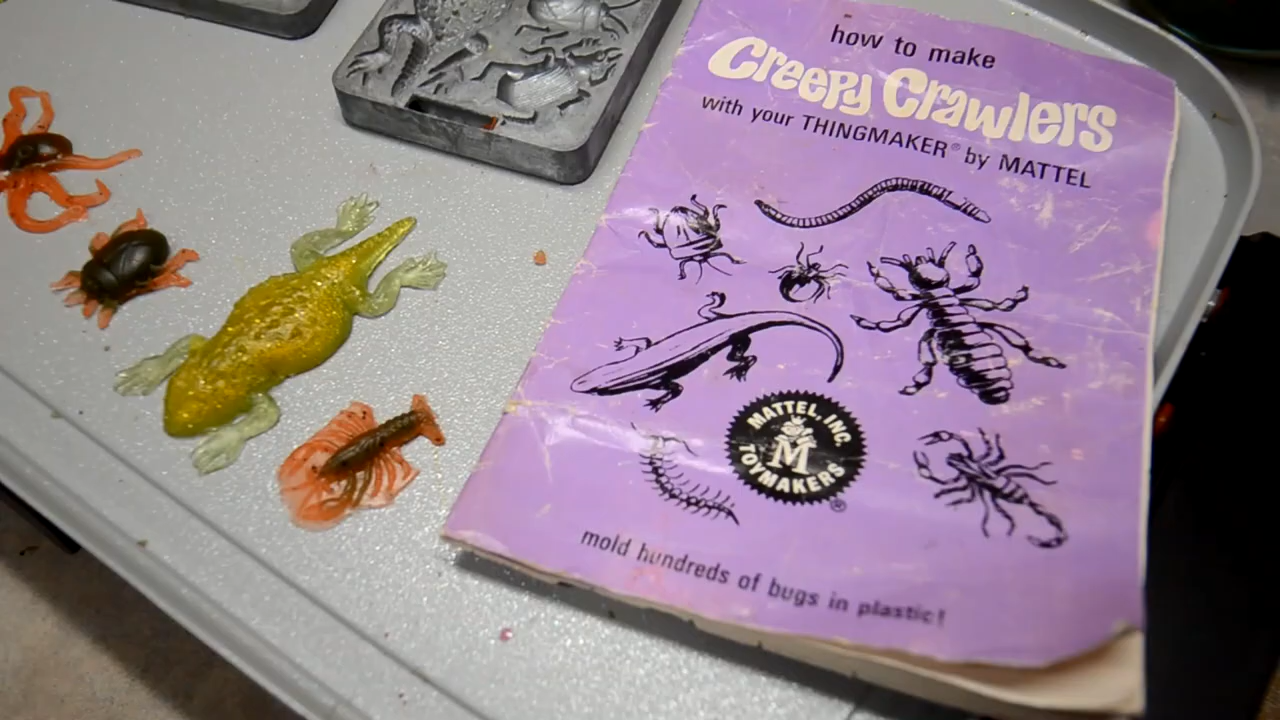 how to make
Creepy Crawlers
with your THINGMAKER® by MATTEL
MATTEL, INC.
M
TOYMAKERS
®
mold hundreds of bugs in plastic!